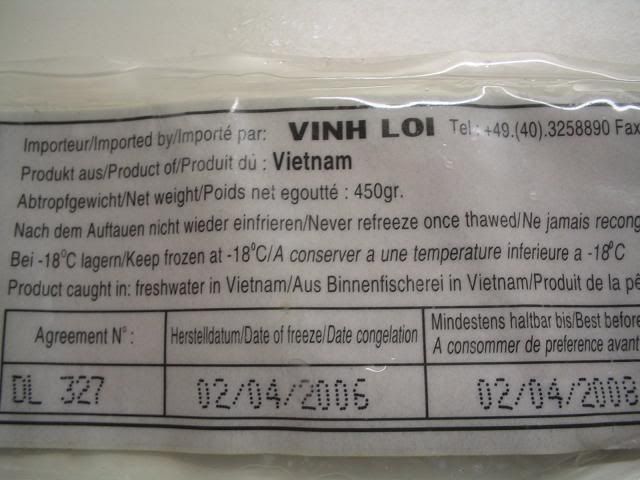 Importeur/Imported by/Importé par: VINH LOI Tel: +49.(40).3258890 Fax
Produkt aus/Product of/Produit du : Vietnam
Abtropfgewicht/Net weight/Poids net egoutté : 450gr.
Nach dem Auftauen nicht wieder einfrieren/Never refreeze once thawed/Ne jamais recong
Bei -18°C lagern/Keep frozen at -18°C/A conserver a une temperature inferieure a -18°C
Product caught in: freshwater in Vietnam/Aus Binnenfischerei in Vietnam/Produit de la pê
Agreement N° :
Herstelldatum/Date of freeze/Date congelation
Mindestens haltbar bis/Best before
A consommer de preference avant
DL 327
02/04/2006
02/04/2008